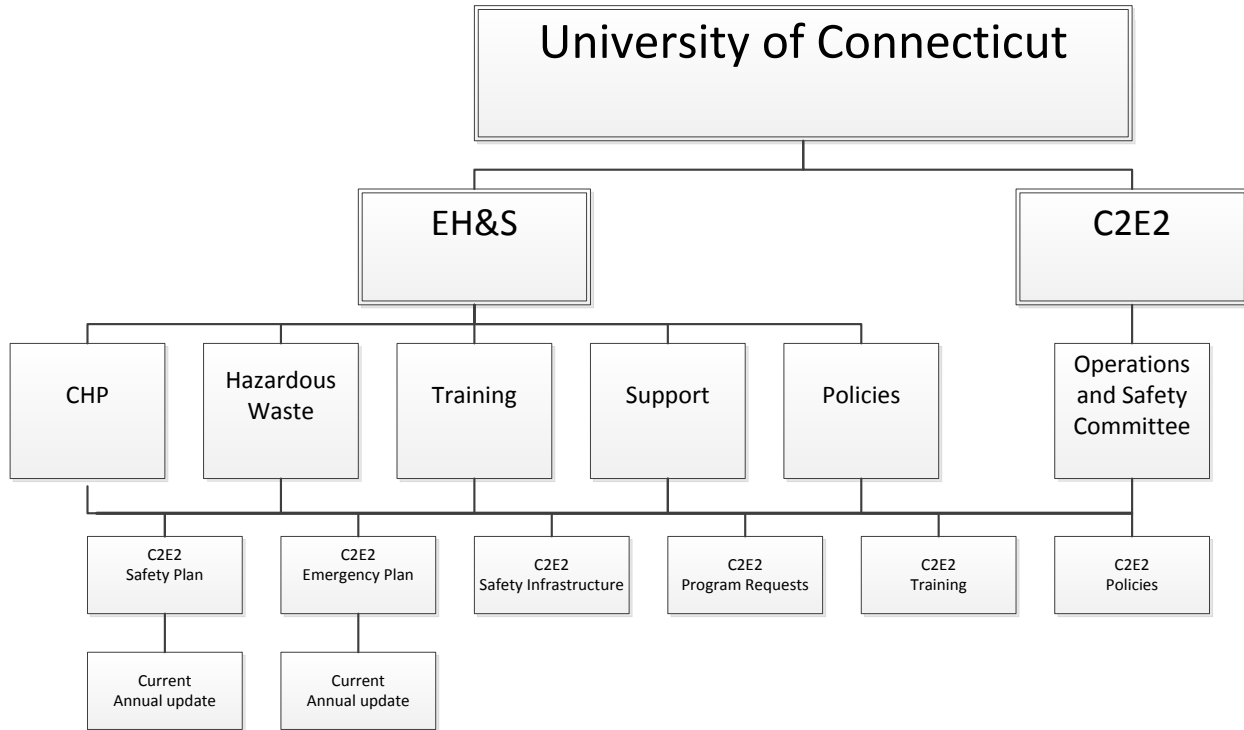 University of Connecticut
EH&S
C2E2
CHP
Hazardous
Waste
Training
Support
Policies
Operations
and Safety
Committee
C2E2
Safety Plan
C2E2
Emergency Plan
C2E2
Safety Infrastructure
C2E2
Program Requests
C2E2
Training
C2E2
Policies
Current
Annual update
Current
Annual update